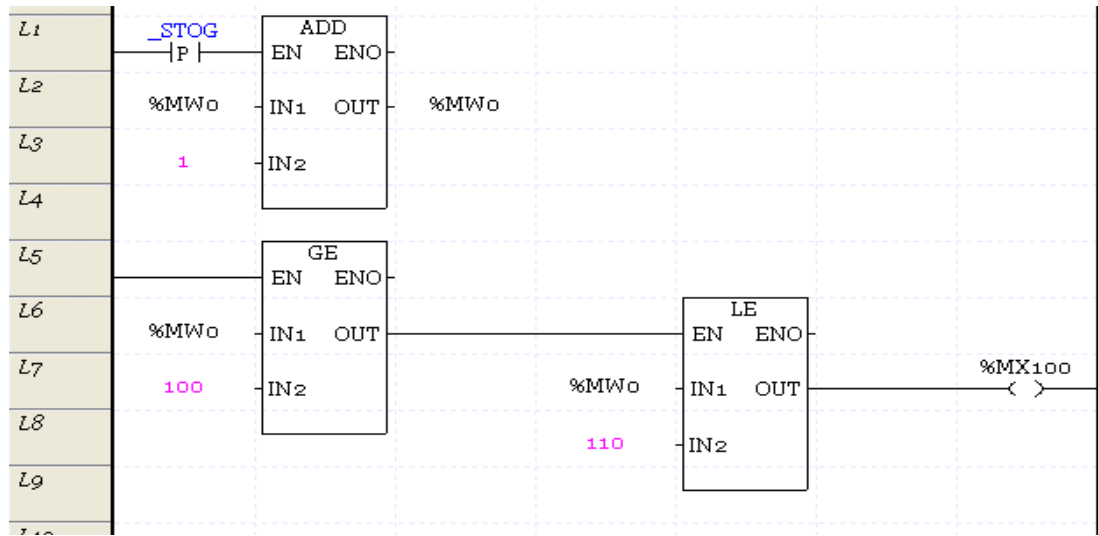 L1
_STOG
P
ADD
EN ENO
L2
%MW0 IN1 OUT %MW0
L3
1 IN2
L4
L5
GE
EN ENO
L6
%MW0 IN1 OUT
LE
EN ENO
L7
100 IN2
%MW0 IN1 OUT
%MX100
L8
110 IN2
L9